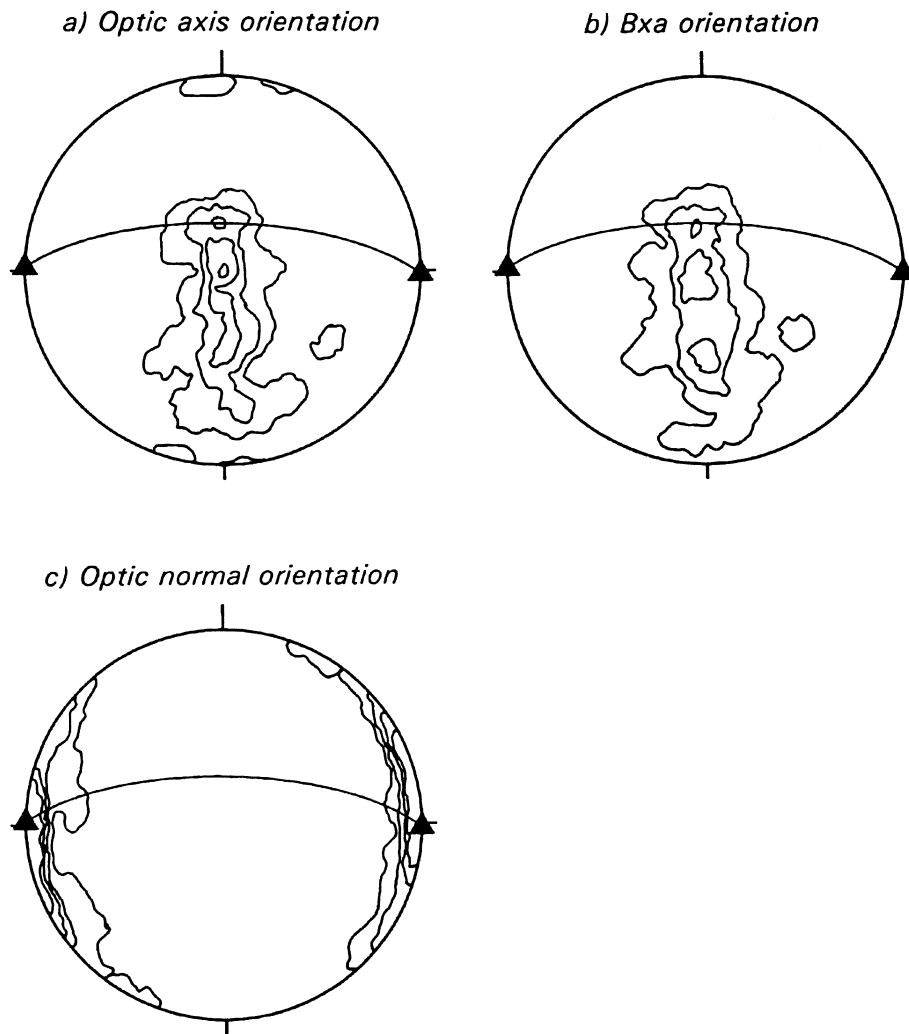 a) Optic axis orientation
b) Bxa orientation
c) Optic normal orientation